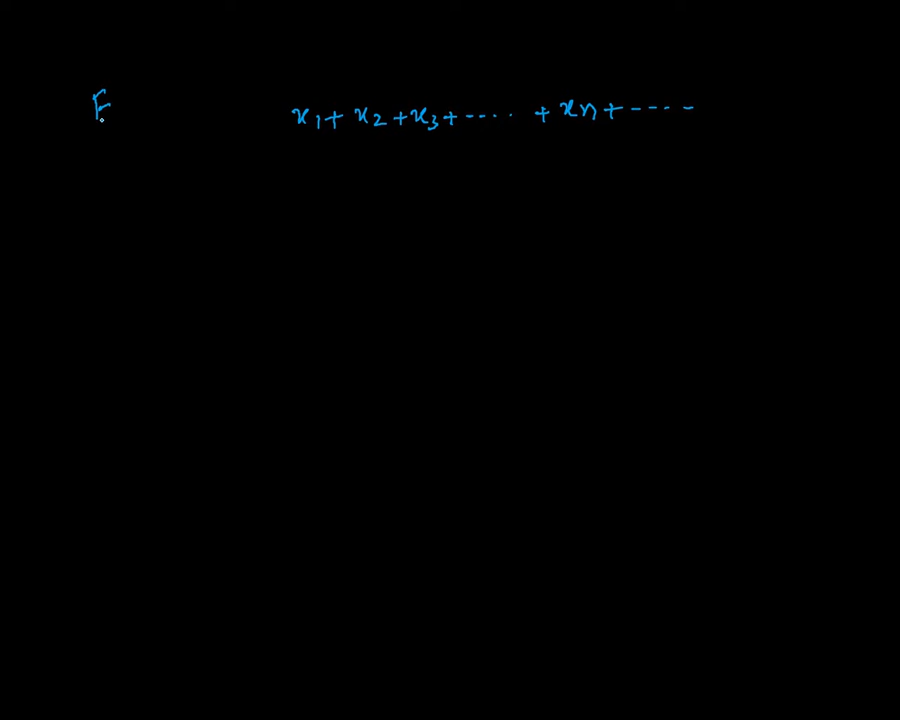 F x₁ + x₂ + x₃ + ..... + xn + ----